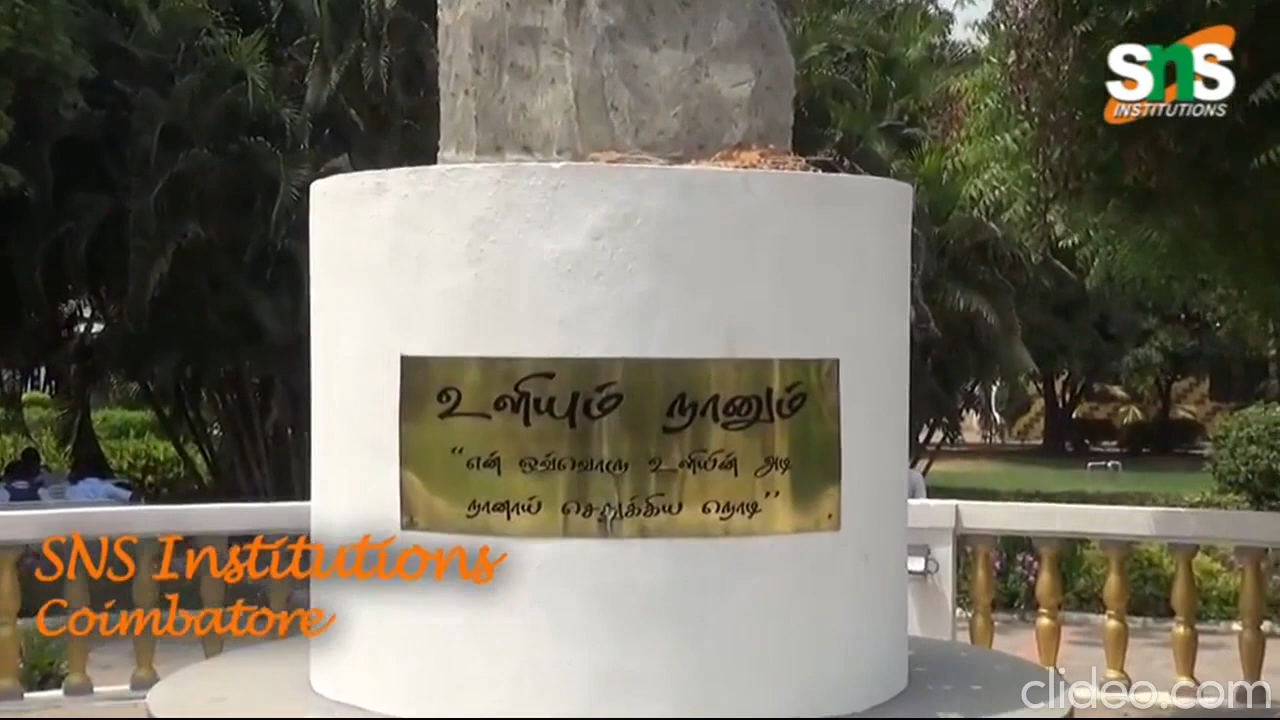 SNS
INSTITUTIONS
உளியும் நானும்
“என் ஒவ்வொரு உளியின் அடி
நானாய் செதுக்கிய நொடி”
SNS Institutions
Coimbatore
clideo.com